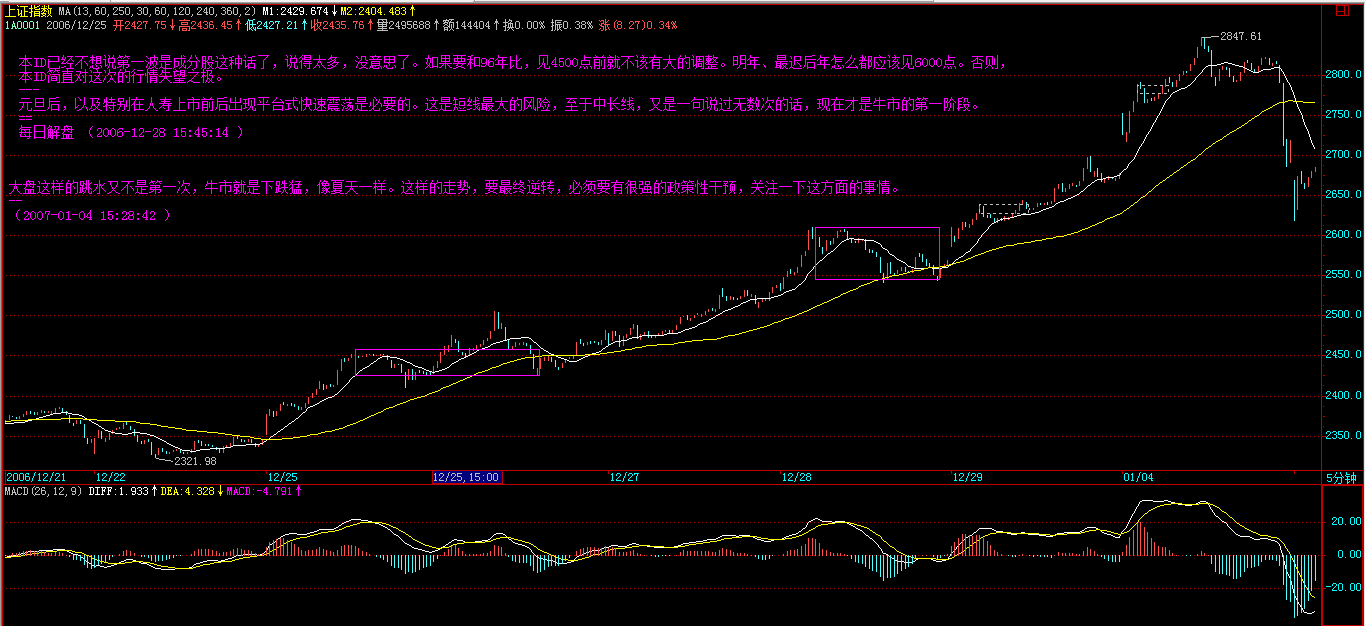 上证指数 MA(13,60,250,30,60,120,240,360,2) M1:2429.674↓M2:2404.483↑
1A0001 2006/12/25 开2427.75↓高2436.45↑低2427.21↑收2435.76↑量2495688↑额144404↑换0.00% 振0.38% 涨(8.27)0.34%
2847.61
本ID已经不想说第一波是成分股这种话了，说得太多，没意思了。如果要和96年比，见4500点前就不该有大的调整。明年、最迟后年怎么都应该见6000点。否则，
本ID简直对这次的行情失望之极。
---
元旦后，以及特别在人寿上市前后出现平台式快速震荡是必要的。这是短线最大的风险，至于中长线，又是一句说过无数次的话，现在才是牛市的第一阶段。
==
每日解盘 （2006-12-28 15:45:14 ）
大盘这样的跳水又不是第一次，牛市就是下跌猛，像夏天一样。这样的走势，要最终逆转，必须要有很强的政策性干预，关注一下这方面的事情。
--
（2007-01-04 15:28:42 ）
2800.0
2750.0
2700.0
2650.0
2600.0
2550.0
2500.0
2450.0
2400.0
2350.0
2321.98
2006/12/21 12/22 12/25 12/25,15:00 12/27 12/28 12/29 01/04 5分钟
MACD(26,12,9) DIFF:1.933↑DEA:4.328↓MACD:-4.791↑
20.00
0.00
-20.00